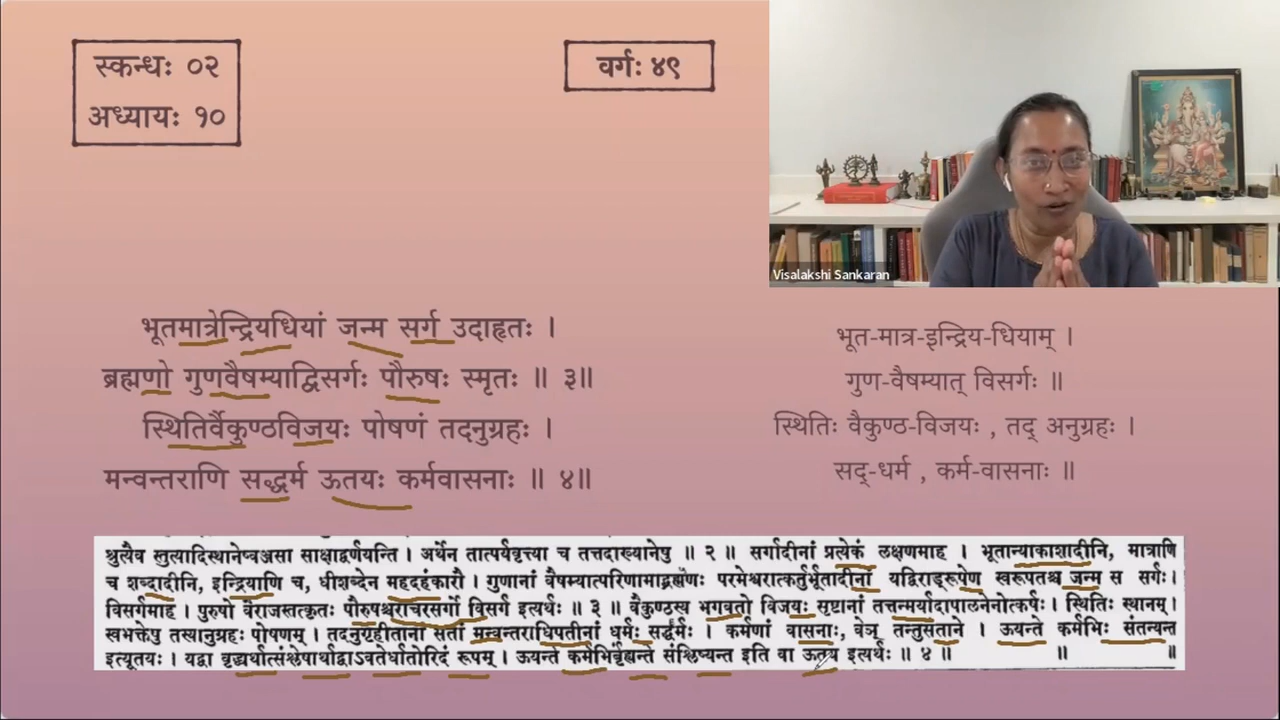 स्कन्धः ०२
अध्यायः १०
वर्गः ४९
Visalakshi Sankaran
भूतमात्रेन्द्रियधियां जन्म सर्ग उदाहृतः ।
ब्रह्मणो गुणवैषम्याद्विसर्गः पौरुषः स्मृतः ॥ ३॥
स्थितिर्वैकुण्ठविजयः पोषणं तदनुग्रहः ।
मन्वन्तराणि सद्धर्म ऊतयः कर्मवासनाः ॥ ४॥
भूत-मात्र-इन्द्रिय-धियाम् ।
गुण-वैषम्यात् विसर्गः ॥
स्थितिः वैकुण्ठ-विजयः , तद् अनुग्रहः ।
सद्-धर्म , कर्म-वासनाः ॥
श्रुत्यैव स्तुत्यादिस्थानेष्वञ्जसा साक्षाद्वर्णयन्ति । अर्थेन तात्पर्यवृत्त्या च तत्तदाख्यानेषु ॥ २ ॥ सर्गादीनां प्रत्येकं लक्षणमाह । भूतान्याकाशादीनि, मात्राणि
च शब्दादीनि, इन्द्रियाणि च, धीशब्देन महदहंकारौ । गुणानां वैषम्यात्परिणामाद्ब्रह्मणः परमेश्वरात्कर्तुर्भूतादीनां यद्विराड्रूपेण स्वरूपतश्च जन्म स सर्गः ।
विसर्गमाह । पुरुषो वैराजस्तत्कृतः पौरुषश्चराचरसर्गो विसर्ग इत्यर्थः ॥ ३ ॥ वैकुण्ठस्य भगवतो विजयः सृष्टानां तत्तन्मर्यादापालनेनोत्कर्षः । स्थितिः स्थानम् ।
स्वभक्तेषु तस्यानुग्रहः पोषणम् । तदनुगृहीतानां सतां मन्वन्तराधिपतीनां धर्मः सद्धर्मः । कर्मणां वासनाः, वेञ् तन्तुसंताने । ऊयन्ते कर्मभिः संतन्यन्त
इत्यूतयः । यद्वा वृद्ध्यर्थात्संश्लेषार्थाद्वाऽवतेर्धातोरिदं रूपम् । ऊयन्ते कर्मभिर्बृह्यन्ते संश्लिष्यन्त इति वा ऊतय इत्यर्थः ॥ ४ ॥ ॥ ॥